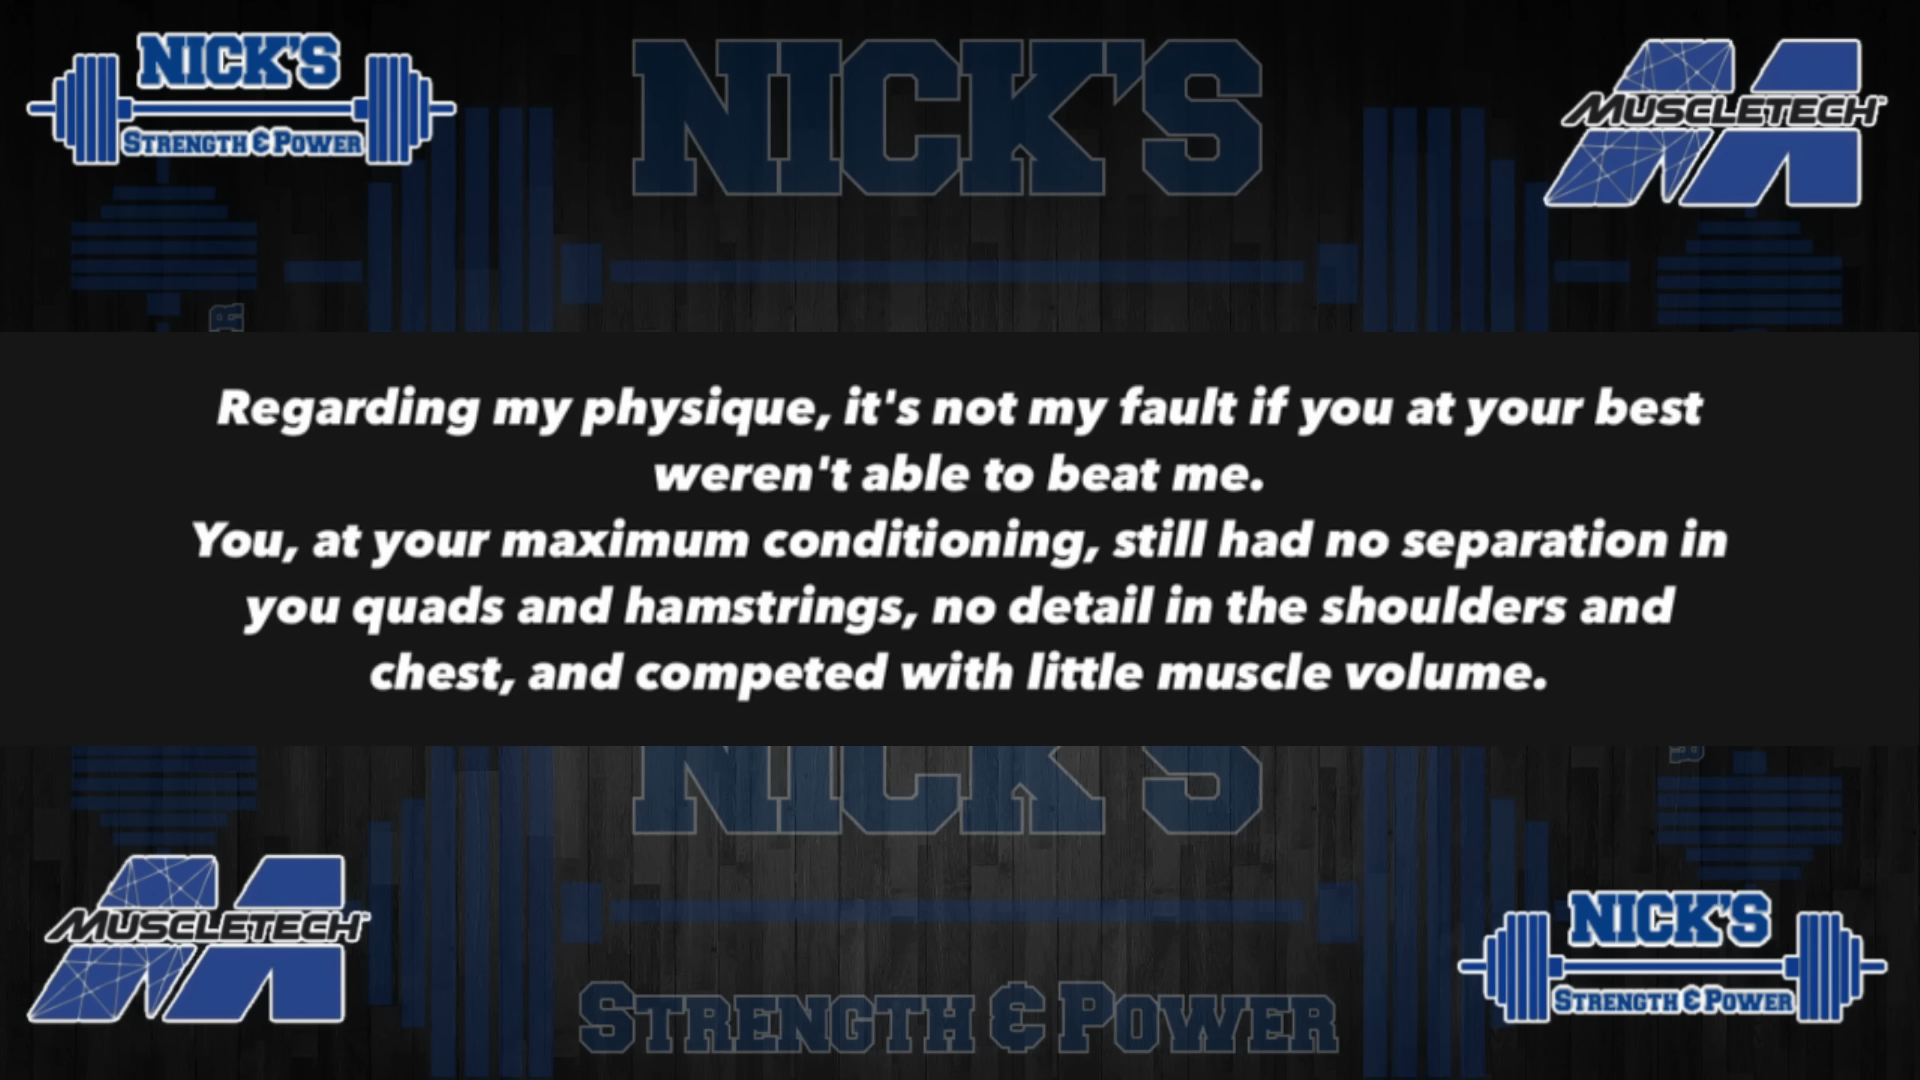 NICK'S
STRENGTH & POWER
NICK'S
MUSCLETECH
Regarding my physique, it's not my fault if you at your best
weren't able to beat me.
You, at your maximum conditioning, still had no separation in
you quads and hamstrings, no detail in the shoulders and
chest, and competed with little muscle volume.
NICK'S
MUSCLETECH
NICK'S
STRENGTH & POWER
STRENGTH & POWER